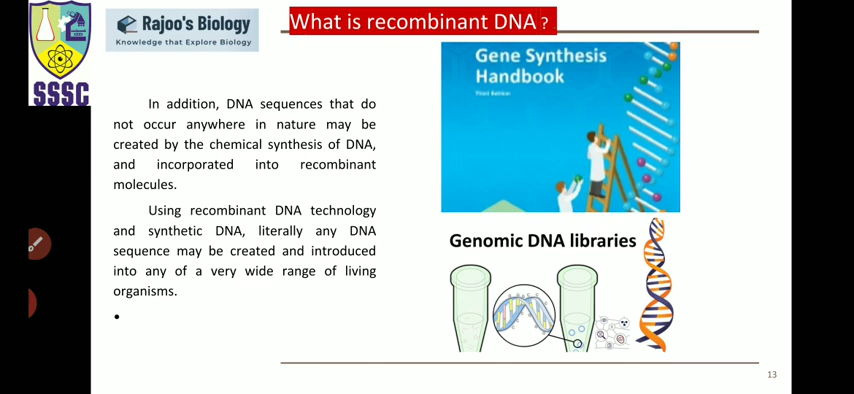 What is recombinant DNA ?
Rajoo's Biology
Knowledge that Explore Biology
SSSC
In addition, DNA sequences that do
not occur anywhere in nature may be
created by the chemical synthesis of DNA,
and incorporated into recombinant
molecules.
Using recombinant DNA technology
and synthetic DNA, literally any DNA
sequence may be created and introduced
into any of a very wide range of living
organisms.
•
Gene Synthesis
Handbook
Third Edition
Genomic DNA libraries
13